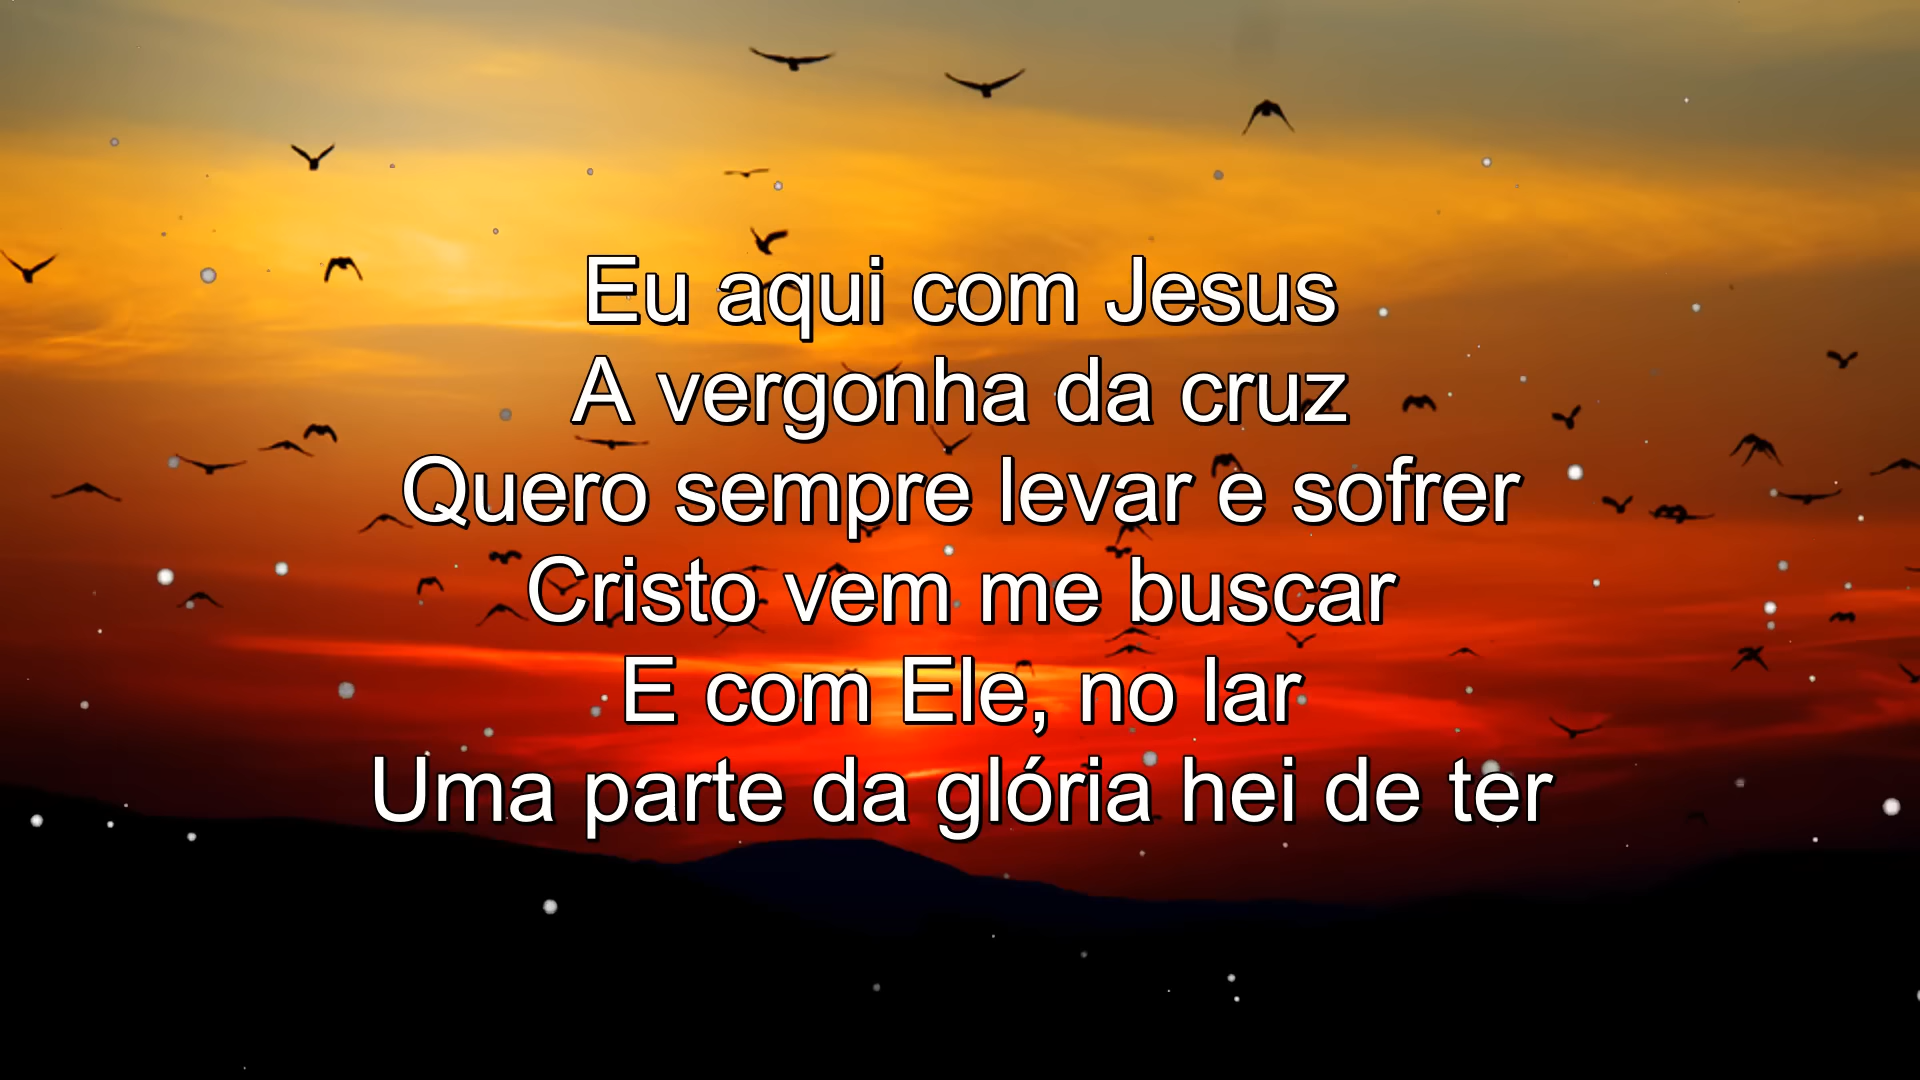 Eu aqui com Jesus
A vergonha da cruz
Quero sempre levar e sofrer
Cristo vem me buscar
E com Ele, no lar
Uma parte da glória hei de ter